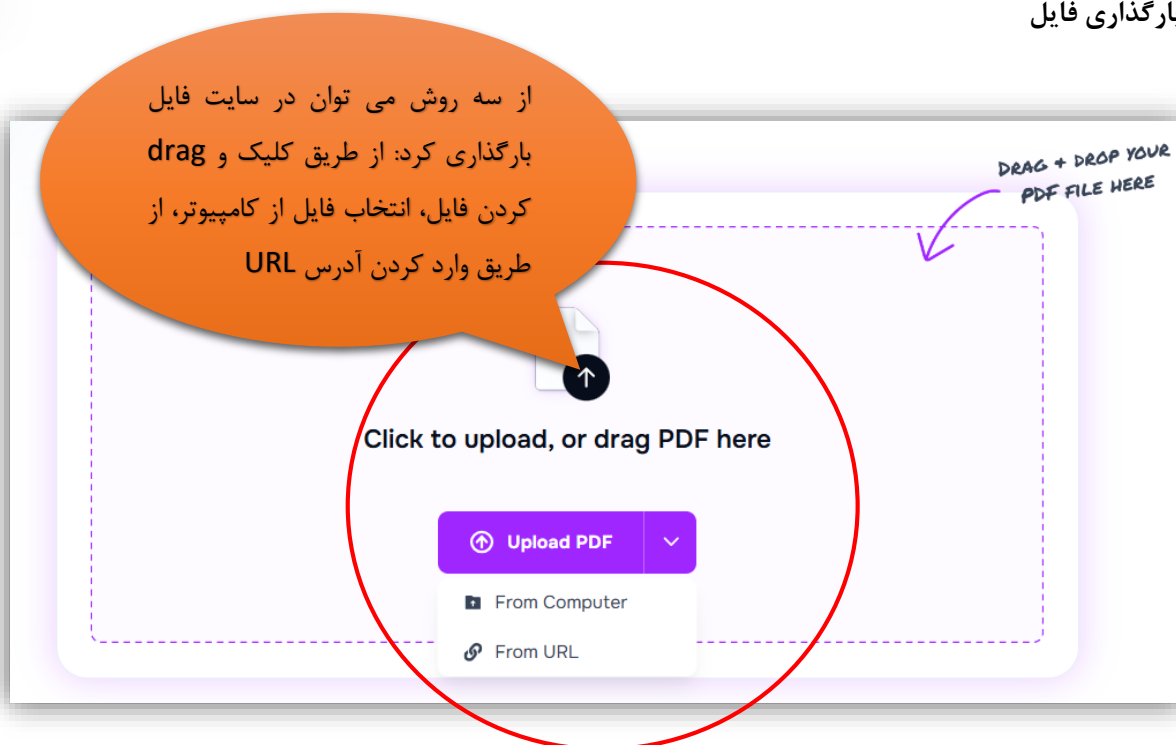 بارگذاری فایل
از سه روش می توان در سایت فایل
بارگذاری کرد: از طریق کلیک و drag
کردن فایل، انتخاب فایل از کامپیوتر، از
طریق وارد کردن آدرس URL
DRAG + DROP YOUR
PDF FILE HERE
Click to upload, or drag PDF here
Upload PDF
From Computer
From URL